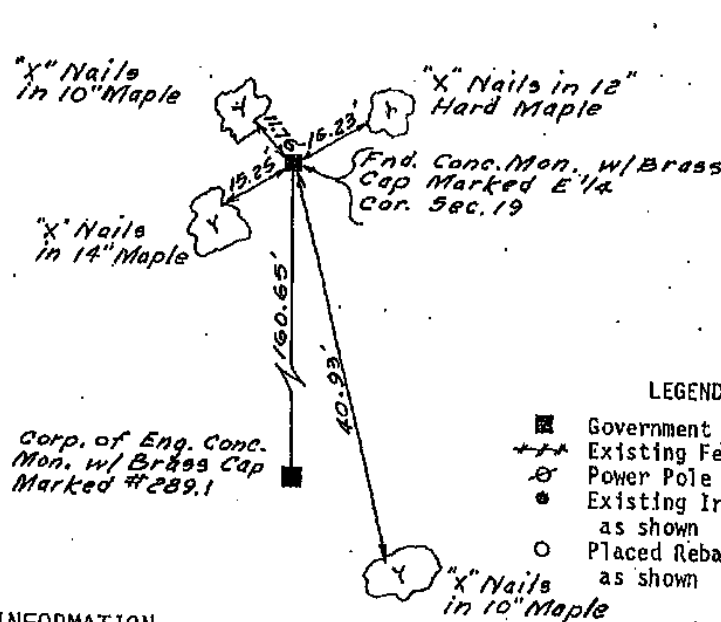 "X" Nails
in 10" Maple
"X" Nails in 12"
Hard Maple
11.76'
16.23'
15.25'
Fnd. Conc. Mon. w/ Brass
Cap Marked E 1/4
Cor. Sec. 19
"X" Nails
in 14" Maple
160.65'
40.93'
Corp. of Eng. Conc.
Mon. w/ Brass Cap
Marked #289.1
LEGEND
Government
Existing Fe
Power Pole
Existing Ir
as shown
Placed Reba
as shown
"X" Nails
in 10" Maple
INFORMATION